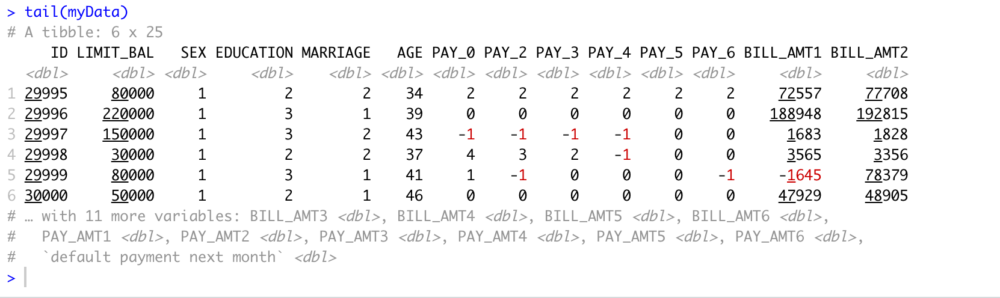 > tail(myData)
# A tibble: 6 x 25
ID LIMIT_BAL SEX EDUCATION MARRIAGE AGE PAY_0 PAY_2 PAY_3 PAY_4 PAY_5 PAY_6 BILL_AMT1 BILL_AMT2
<dbl> <dbl> <dbl> <dbl> <dbl> <dbl> <dbl> <dbl> <dbl> <dbl> <dbl> <dbl> <dbl> <dbl>
1 29995 80000 1 2 2 34 2 2 2 2 2 2 72557 77708
2 29996 220000 1 3 1 39 0 0 0 0 0 0 188948 192815
3 29997 150000 1 3 2 43 -1 -1 -1 -1 0 0 1683 1828
4 29998 30000 1 2 2 37 4 3 2 -1 0 0 3565 3356
5 29999 80000 1 3 1 41 1 -1 0 0 0 -1 -1645 78379
6 30000 50000 1 2 1 46 0 0 0 0 0 0 47929 48905
# … with 11 more variables: BILL_AMT3 <dbl>, BILL_AMT4 <dbl>, BILL_AMT5 <dbl>, BILL_AMT6 <dbl>,
# PAY_AMT1 <dbl>, PAY_AMT2 <dbl>, PAY_AMT3 <dbl>, PAY_AMT4 <dbl>, PAY_AMT5 <dbl>, PAY_AMT6 <dbl>,
# `default payment next month` <dbl>
>